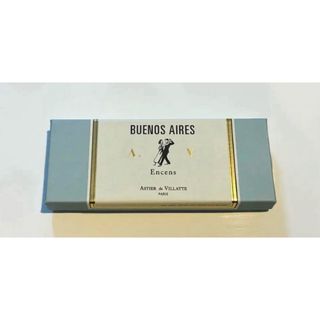 BUENOS AIRES
A. V
Encens
ASTIER de VILLATTE
PARIS